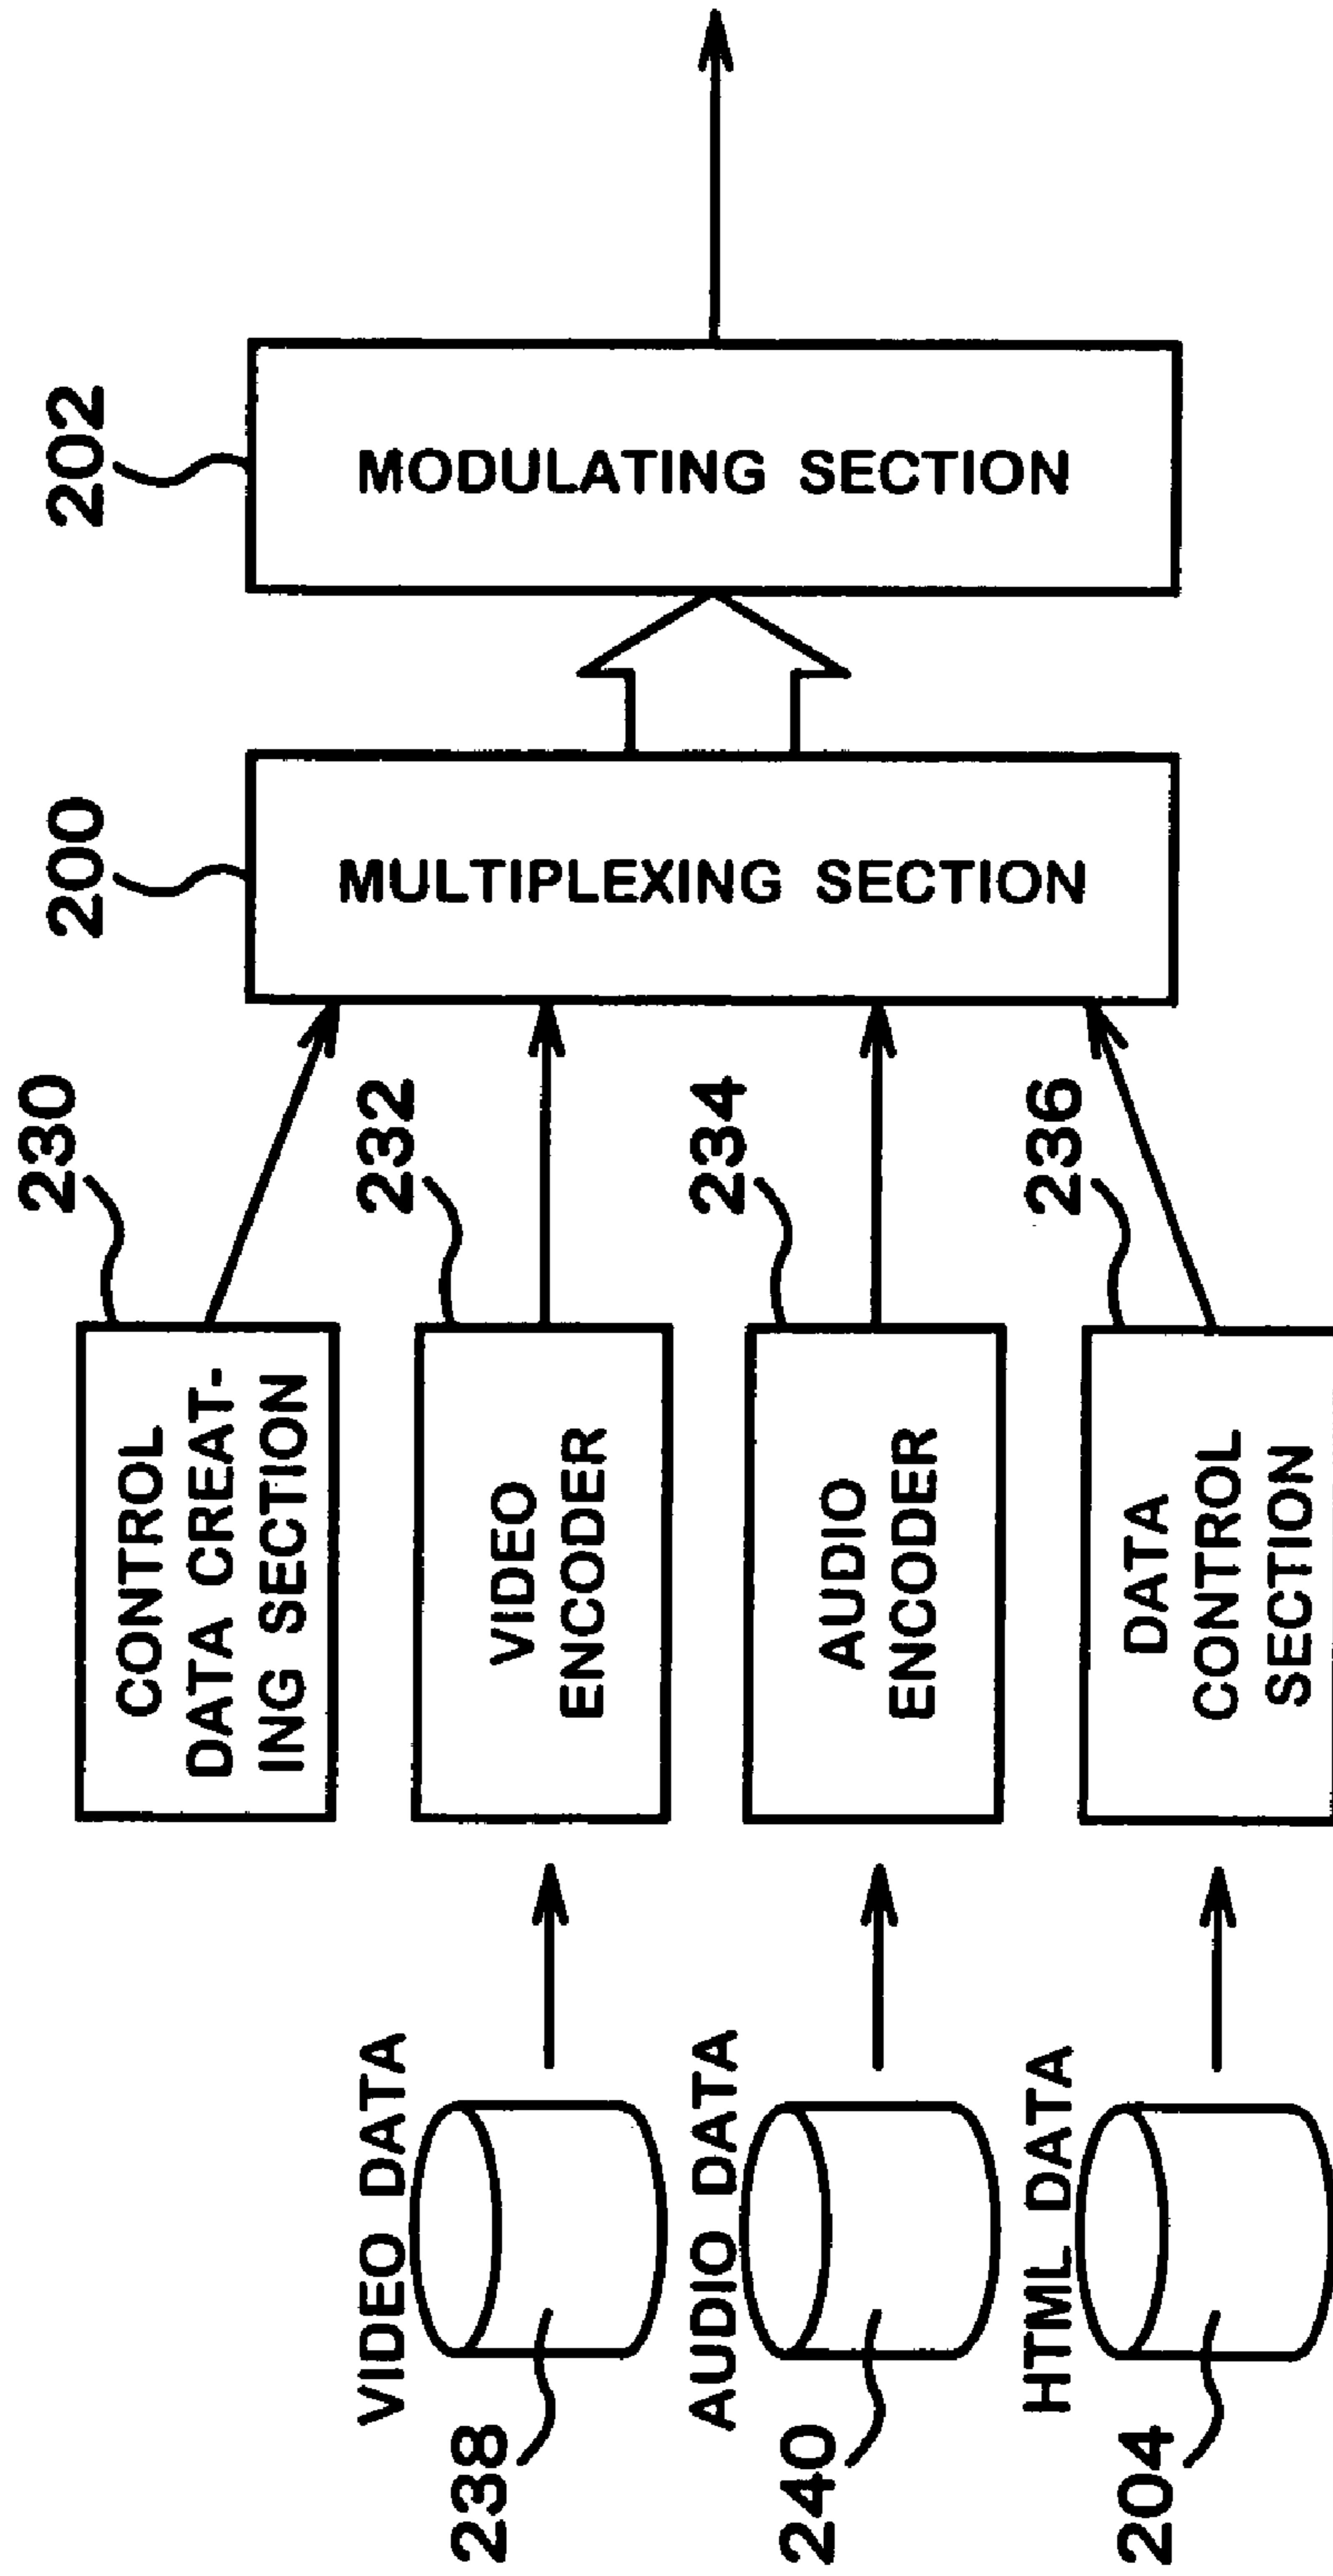 230
CONTROL
DATA CREAT-
ING SECTION
VIDEO DATA
238
232
VIDEO
ENCODER
AUDIO DATA
240
234
AUDIO
ENCODER
HTML DATA
204
236
DATA
CONTROL
SECTION
200
MULTIPLEXING SECTION
202
MODULATING SECTION